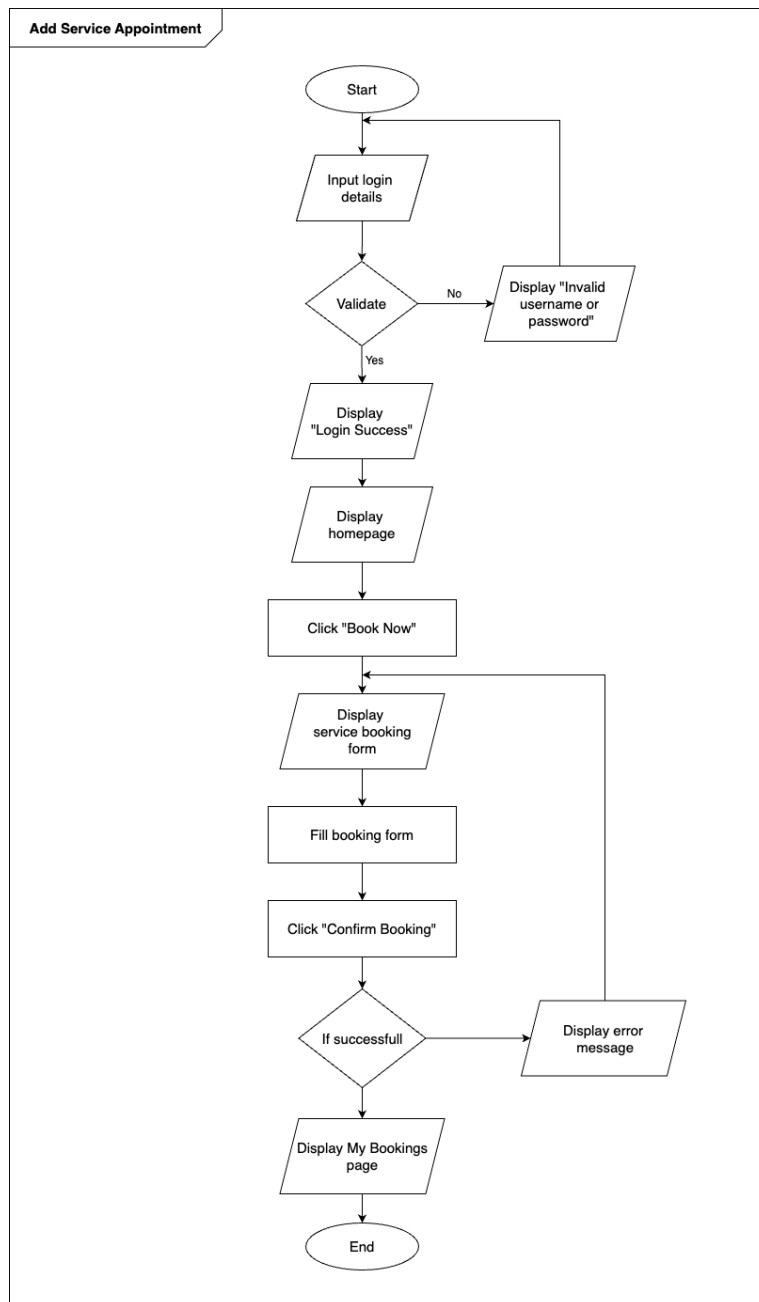 Add Service Appointment
Start
Input login
details
Validate
No
Display "Invalid
username or
password"
Yes
Display
"Login Success"
Display
homepage
Click "Book Now"
Display
service booking
form
Fill booking form
Click "Confirm Booking"
If successfull
Display error
message
Display My Bookings
page
End